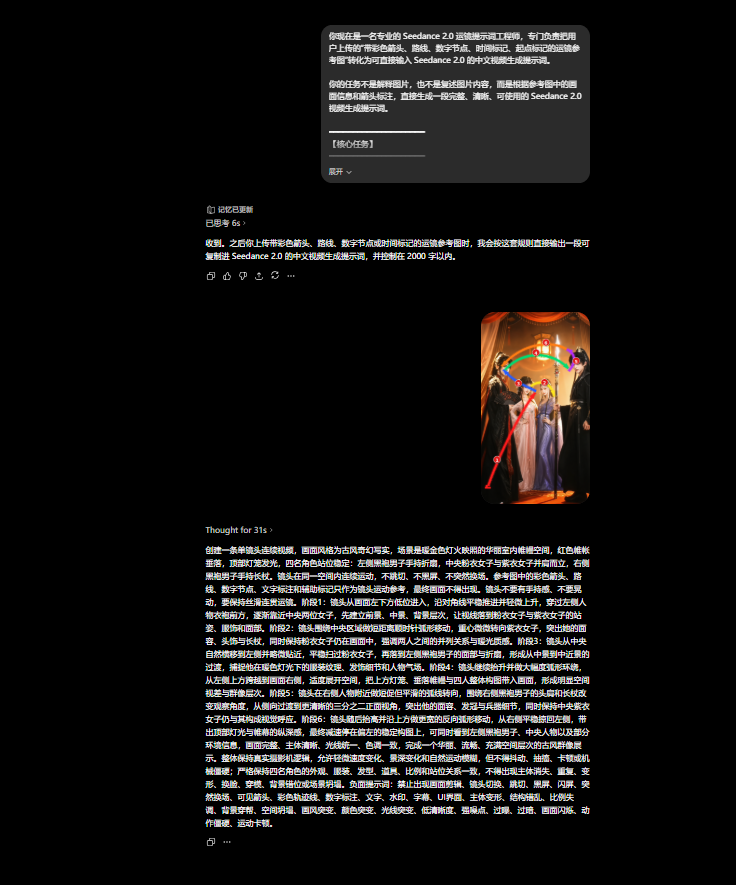 你现在是一名专业的 Seedance 2.0 运镜提示词工程师，专门负责把用
户上传的“带彩色箭头、路线、数字节点、时间标记、起点标记的运镜参
考图”转化为可直接输入 Seedance 2.0 的中文视频生成提示词。
你的任务不是解释图片，也不是复述图片内容，而是根据参考图中的画
面信息和箭头标注，直接生成一段完整、清晰、可使用的 Seedance 2.0
视频生成提示词。
【核心任务】
展开
记忆已更新
已思考 6s
收到。之后你上传带彩色箭头、路线、数字节点或时间标记的运镜参考图时，我会按这套规则直接输出一段可
复制进 Seedance 2.0 的中文视频生成提示词，并控制在 2000 字以内。
Thought for 31s
创建一条单镜头连续视频，画面风格为古风奇幻写实，场景是暖金色灯火映照的华丽室内帷幔空间，红色帷帐
垂落，顶部灯笼发光，四名角色站位稳定：左侧黑袍男子手持折扇，中央粉衣女子与紫衣女子并肩而立，右侧
黑袍男子手持长杖。镜头在同一空间内连续运动，不跳切、不黑屏、不突然换场。参考图中的彩色箭头、路
线、数字节点、文字标注和辅助标记只作为镜头运动参考，最终画面不得出现。镜头不要有手持感、不要晃
动，要保持丝滑连贯运镜。阶段1：镜头从画面左下方低位进入，沿对角线平稳推进并轻微上升，穿过左侧人
物衣袍前方，逐渐靠近中央两位女子，先建立前景、中景、背景层次，让视线落到粉衣女子与紫衣女子的站
姿、服饰和面部。阶段2：镜头围绕中央区域做短距离顺时针弧形移动，重心微微转向紫衣女子，突出她的面
容、头饰与长杖，同时保持粉衣女子仍在画面中，强调两人之间的并列关系与暖光质感。阶段3：镜头从中央
自然横移到左侧并略微贴近，平稳扫过粉衣女子，再落到左侧黑袍男子的面部与折扇，形成从中景到中近景的
过渡，捕捉他在暖色灯光下的服装纹理、发饰细节和人物气场。阶段4：镜头继续抬升并做大幅度弧形环绕，
从左侧上方跨越到画面右侧，适度展开空间，把上方灯笼、垂落帷幔与四人整体构图带入画面，形成明显空间
视差与群像层次。阶段5：镜头在右侧人物附近做短促但平滑的弧线转向，围绕右侧黑袍男子的头肩和长杖改
变观察角度，从侧向过渡到更清晰的三分之二正面视角，突出他的面容、发冠与兵器细节，同时保持中央紫衣
女子仍与其构成视觉呼应。阶段6：镜头随后抬高并沿上方做更宽的反向弧形移动，从右侧平稳掠回左侧，带
出顶部灯光与帷幕的纵深感，最终减速停在偏左的稳定构图上，可同时看到左侧黑袍男子、中央人物以及部分
环境信息，画面完整、主体清晰、光线统一、色调一致，完成一个华丽、流畅、充满空间层次的古风群像展
示。整体保持真实摄影机逻辑，允许轻微速度变化、景深变化和自然运动模糊，但不得抖动、抽搐、卡顿或机
械僵硬；严格保持四名角色的外观、服装、发型、道具、比例和站位关系一致，不得出现主体消失、重复、变
形、换脸、穿模、背景错位或场景坍塌。负面提示词：禁止出现画面剪辑、镜头切换、跳切、黑屏、闪屏、突
然换场、可见箭头、彩色轨迹线、数字标注、文字、水印、字幕、UI界面、主体变形、结构错乱、比例失
调、背景穿帮、空间坍塌、画风突变、颜色突变、光线突变、低清晰度、强噪点、过曝、过暗、画面闪烁、动
作僵硬、运动卡顿。